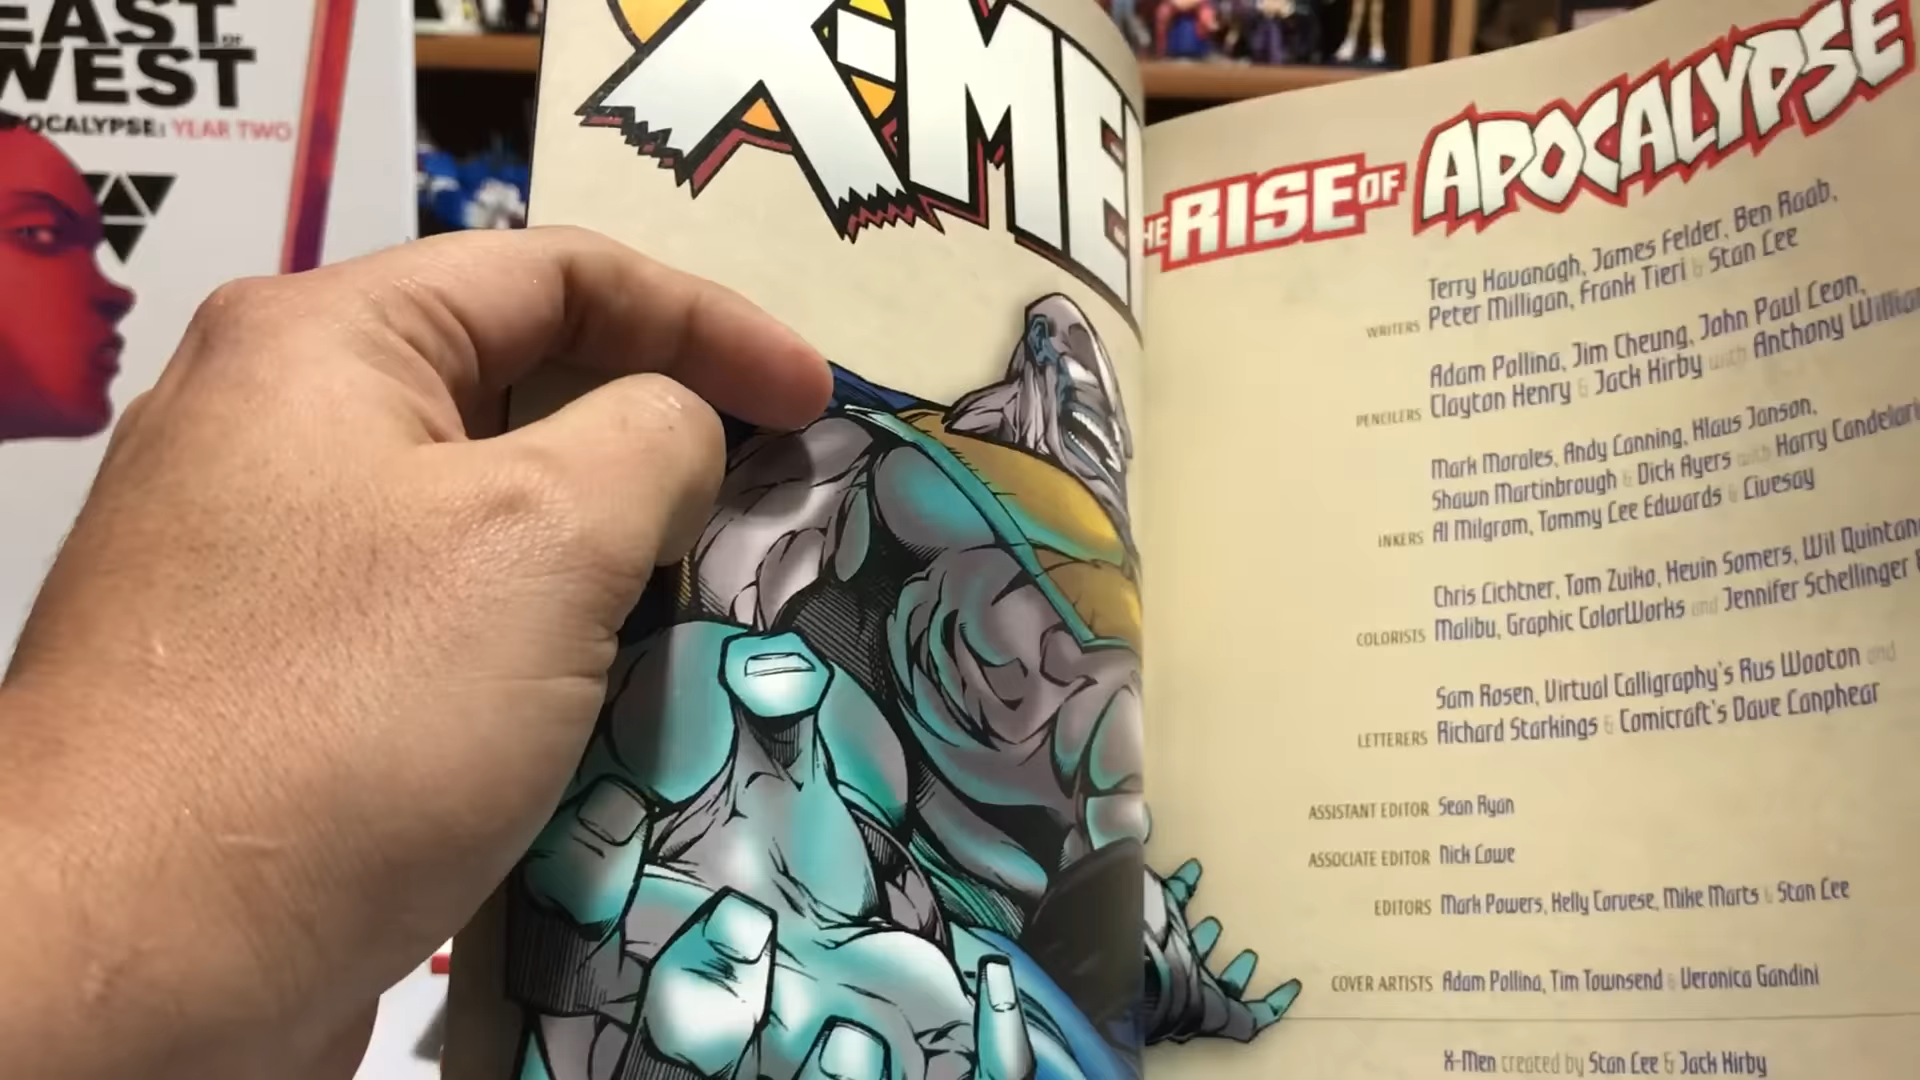 EAST
OF
WEST
POCALYPSE: YEAR TWO
X-MEN
THE RISE OF APOCALYPSE
WRITERS
Terry Kavanagh, James Felder, Ben Raab,
Peter Milligan, Frank Tieri & Stan Lee
PENCILERS
Adam Pollina, Jim Cheung, John Paul Leon,
Clayton Henry & Jack Kirby with Anthony William
INKERS
Mark Morales, Andy Lanning, Klaus Janson,
Shawn Martinbrough & Dick Ayers with Harry Candelari
Al Milgrom, Tommy Lee Edwards & Livesay
COLORISTS
Chris Lichtner, Tom Zuiko, Kevin Somers, Wil Quintan
Malibu, Graphic ColorWorks and Jennifer Schellinger
LETTERERS
Sam Rosen, Virtual Calligraphy's Rus Wooton and
Richard Starkings & Comicraft's Dave Lanphear
ASSISTANT EDITOR Sean Ryan
ASSOCIATE EDITOR Nick Lowe
EDITORS Mark Powers, Kelly Corvese, Mike Marts & Stan Lee
COVER ARTISTS Adam Pollina, Tim Townsend & Veronica Gandini
X-Men created by Stan Lee & Jack Kirby